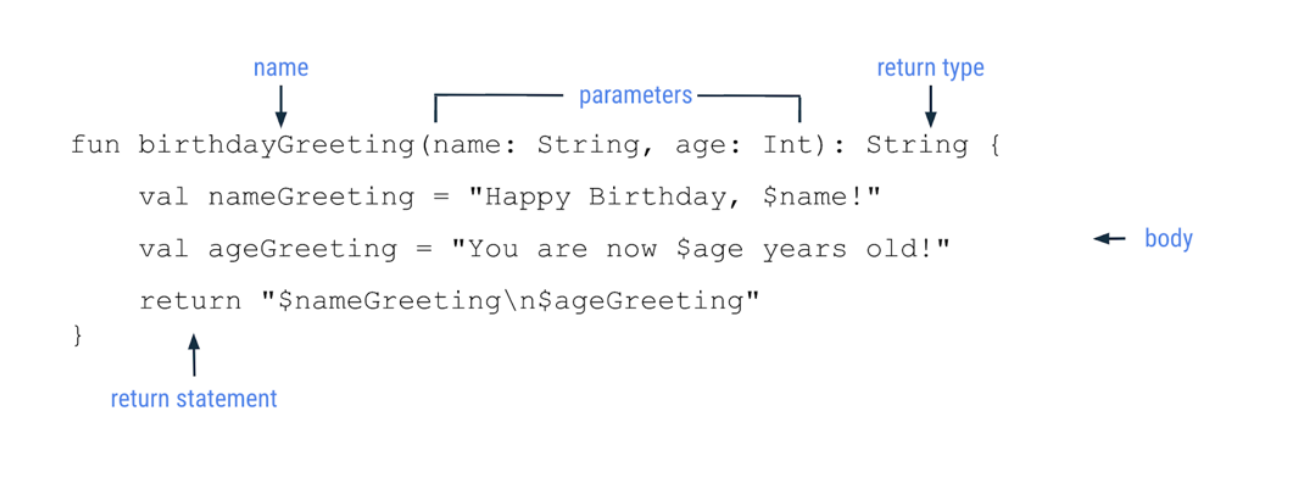 name
return type
parameters
fun birthdayGreeting(name: String, age: Int): String {
val nameGreeting = "Happy Birthday, $name!"
val ageGreeting = "You are now $age years old!"
body
return "$nameGreeting\n$ageGreeting"
}
return statement